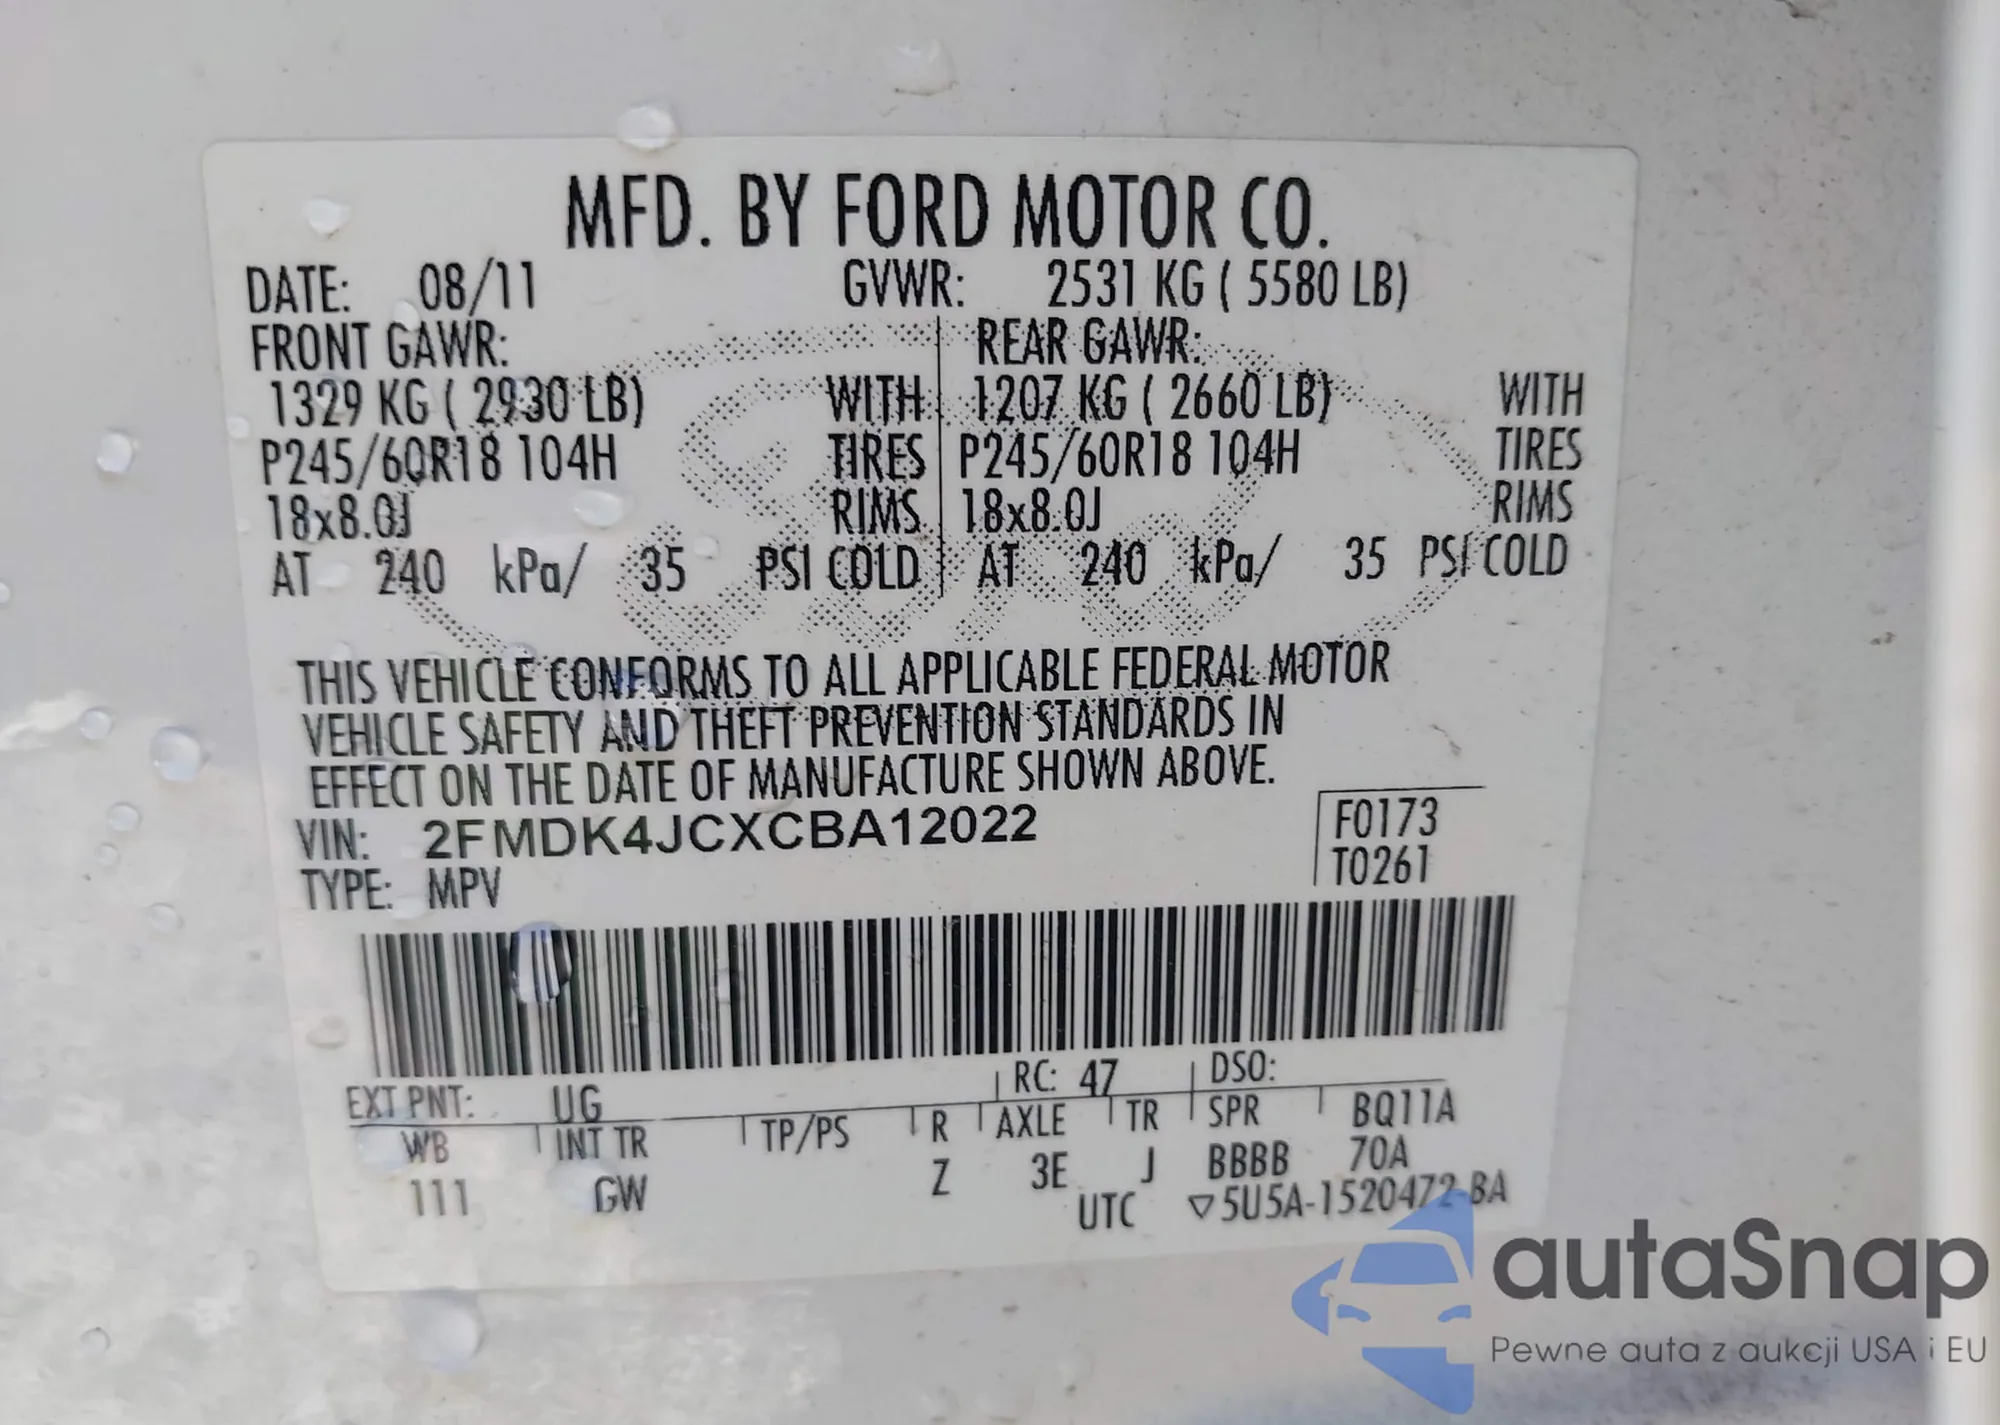 MFD. BY FORD MOTOR CO.
DATE: 08/11 GVWR: 2531 KG ( 5580 LB)
FRONT GAWR: REAR GAWR:
1329 KG ( 2930 LB) WITH 1207 KG ( 2660 LB) WITH
P245/60R18 104H TIRES P245/60R18 104H TIRES
18x8.0J RIMS 18x8.0J RIMS
AT 240 kPa/ 35 PSI COLD AT 240 kPa/ 35 PSI COLD
THIS VEHICLE CONFORMS TO ALL APPLICABLE FEDERAL MOTOR
VEHICLE SAFETY AND THEFT PREVENTION STANDARDS IN
EFFECT ON THE DATE OF MANUFACTURE SHOWN ABOVE.
VIN: 2FMDK4JCXCBA12022 F0173
TYPE: MPV T0261
EXT PNT: UG RC: 47 DSO:
WB INT TR TP/PS R AXLE TR SPR BQ11A
111 GW Z 3E J BBBB 70A
UTC ▽5U5A-1520472-BA
autaSnap
Pewne auta z aukcji USA i EU